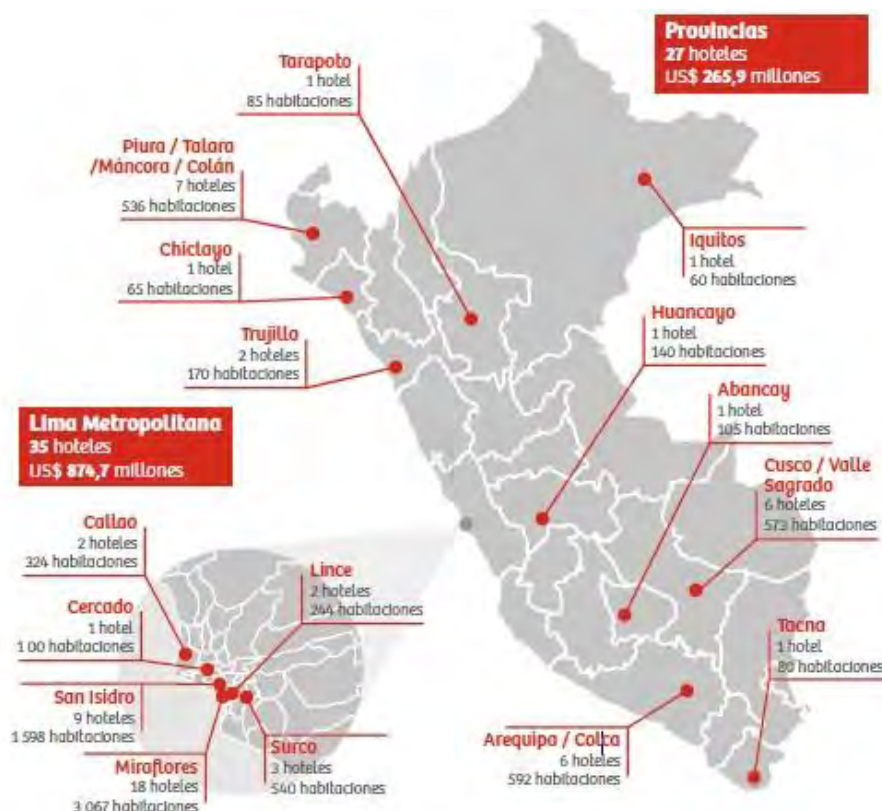 Provincias
27 hoteles
US$ 265,9 millones
Tarapoto
1 hotel
85 habitaciones
Piura / Talara
/Máncora / Colán
7 hoteles
536 habitaciones
Chiclayo
1 hotel
65 habitaciones
Trujillo
2 hoteles
170 habitaciones
Iquitos
1 hotel
60 habitaciones
Huancayo
1 hotel
140 habitaciones
Abancay
1 hotel
105 habitaciones
Cusco / Valle
Sagrado
6 hoteles
573 habitaciones
Tacna
1 hotel
80 habitaciones
Arequipa / Colca
6 hoteles
592 habitaciones
Lima Metropolitana
35 hoteles
US$ 874,7 millones
Callao
2 hoteles
324 habitaciones
Lince
2 hoteles
244 habitaciones
Cercado
1 hotel
1 00 habitaciones
San Isidro
9 hoteles
1 598 habitaciones
Miraflores
18 hoteles
3 067 habitaciones
Surco
3 hoteles
540 habitaciones